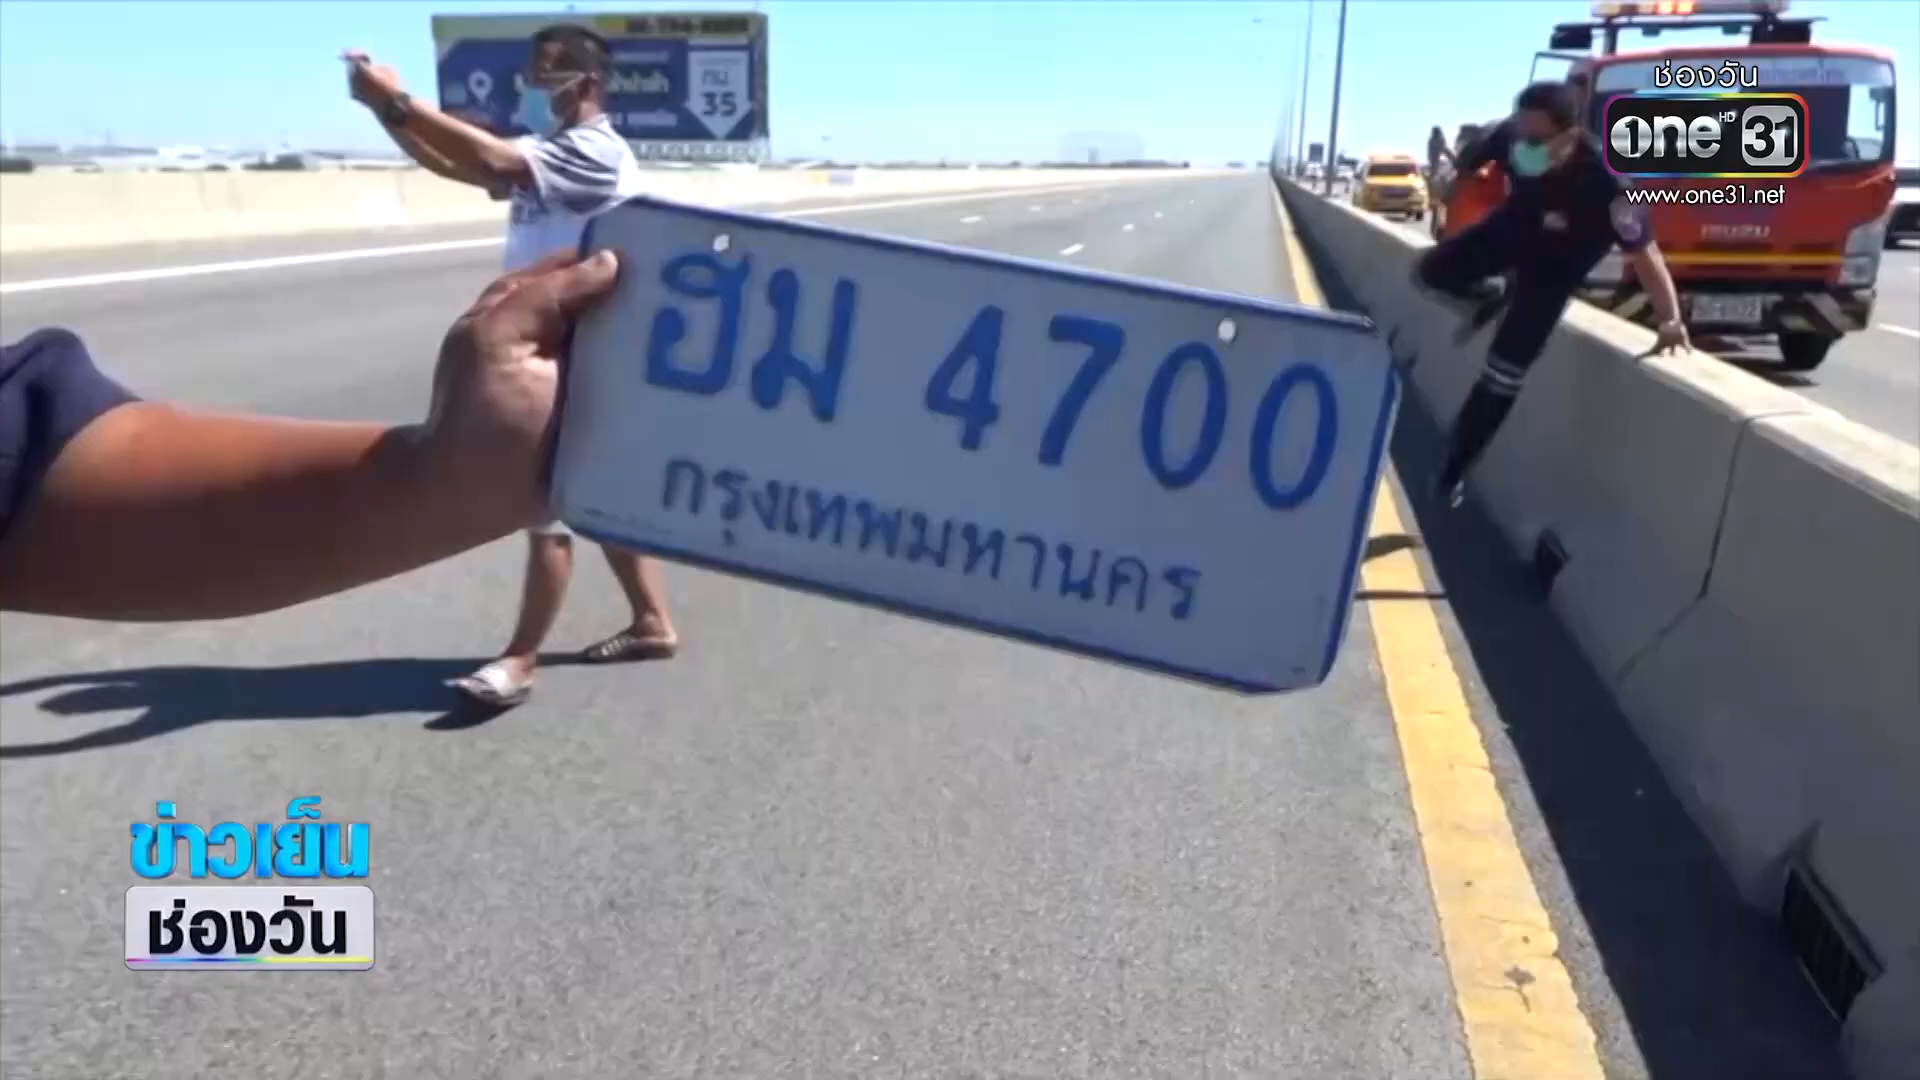 กม
35
ช่องวัน
one HD 31
www.one31.net
ISUZU
ฮม 4700
กรุงเทพมหานคร
ข่าวเย็น
ช่องวัน